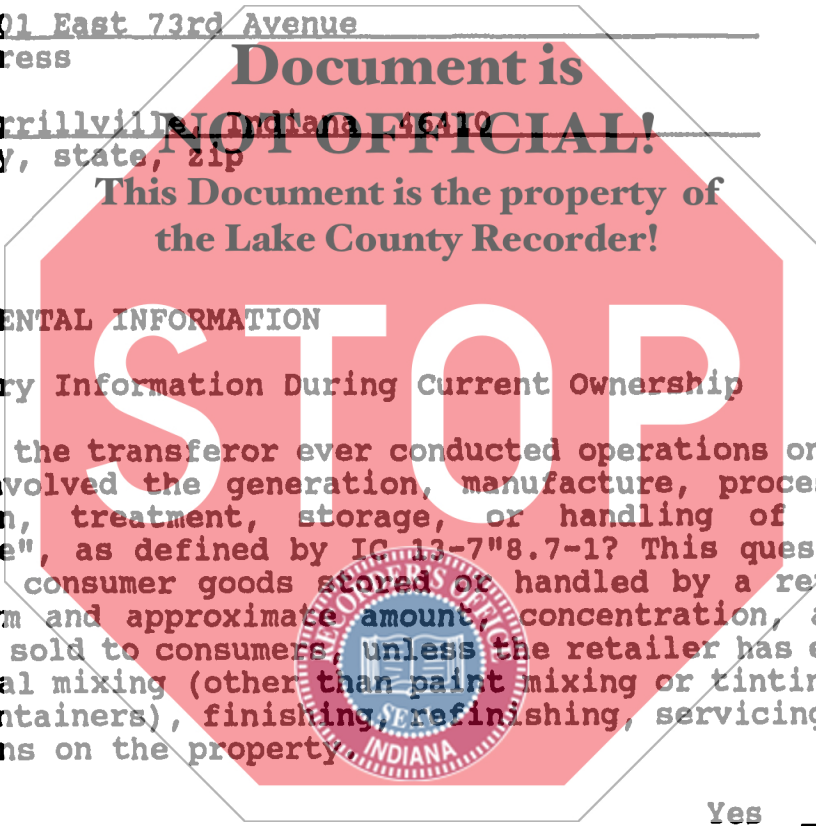 01 East 73rd Avenue
ress
Document is
rrillville, Indiana 46410
NOT OFFICIAL!
y, state, zip
This Document is the property of
the Lake County Recorder!
ENTAL INFORMATION
STOP
ry Information During Current Ownership
the transferor ever conducted operations on
volved the generation, manufacture, proces
n, treatment, storage, or handling of
e", as defined by IC 13-7"8.7-1? This ques
consumer goods stored or handled by a re
m and approximate amount, concentration, a
sold to consumers, unless the retailer has e
al mixing (other than paint mixing or tintin
ntainers), finishing, refinishing, servicing
ns on the property.
RECORDER'S OFFICE
SEAL
INDIANA
Yes